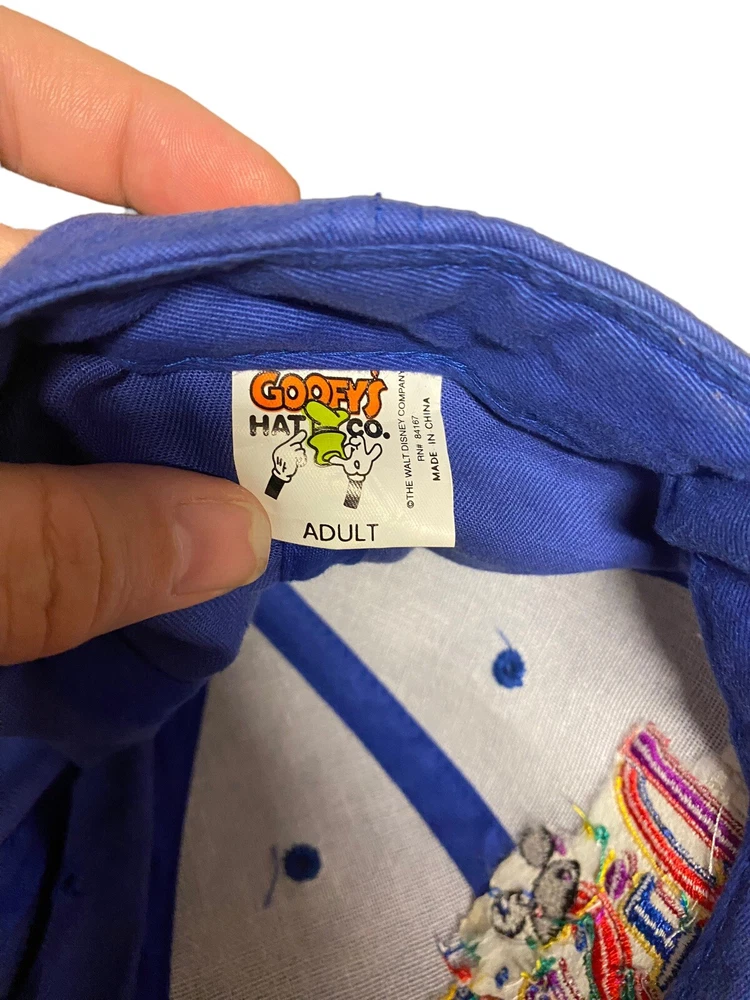 GOOFY'S
HAT CO.
ADULT
©THE WALT DISNEY COMPANY
RN# 84167
MADE IN CHINA